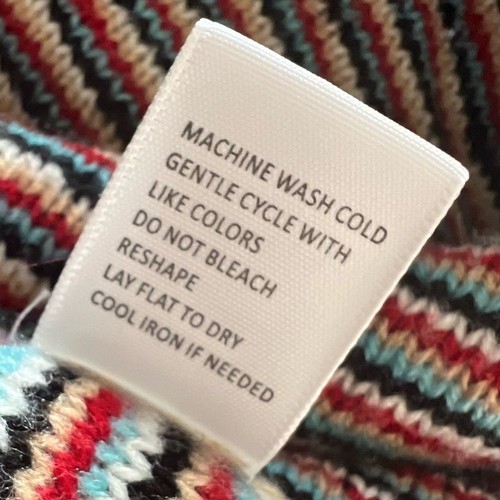 MACHINE WASH COLD
GENTLE CYCLE WITH
LIKE COLORS
DO NOT BLEACH
RESHAPE
LAY FLAT TO DRY
COOL IRON IF NEEDED